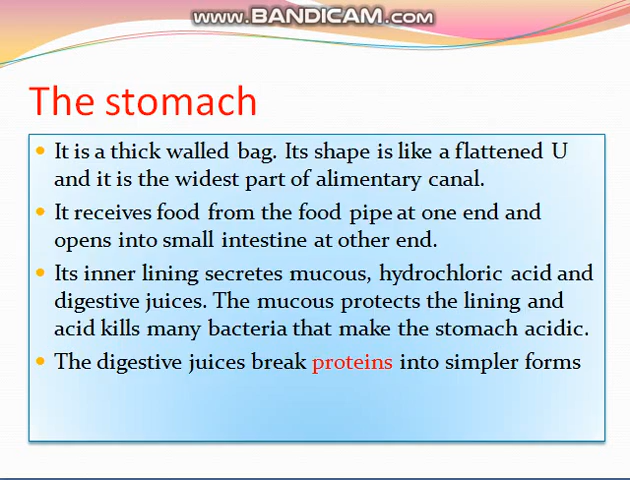 www.BANDICAM.com
The stomach
• It is a thick walled bag. Its shape is like a flattened U
and it is the widest part of alimentary canal.
• It receives food from the food pipe at one end and
opens into small intestine at other end.
• Its inner lining secretes mucous, hydrochloric acid and
digestive juices. The mucous protects the lining and
acid kills many bacteria that make the stomach acidic.
• The digestive juices break proteins into simpler forms